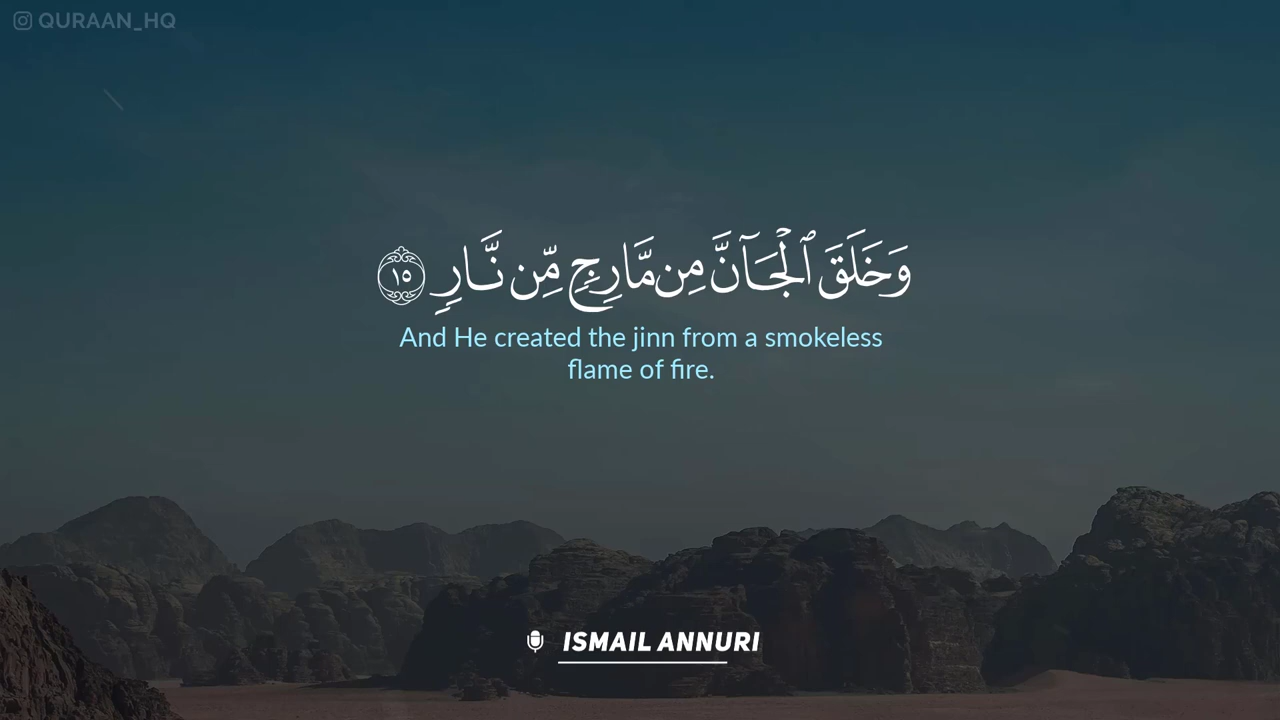 QURAAN_HQ
وَخَلَقَ ٱلْجَآنَّ مِن مَّارِجٍ مِّن نَّارٍ ١٥
And He created the jinn from a smokeless
flame of fire.
ISMAIL ANNURI